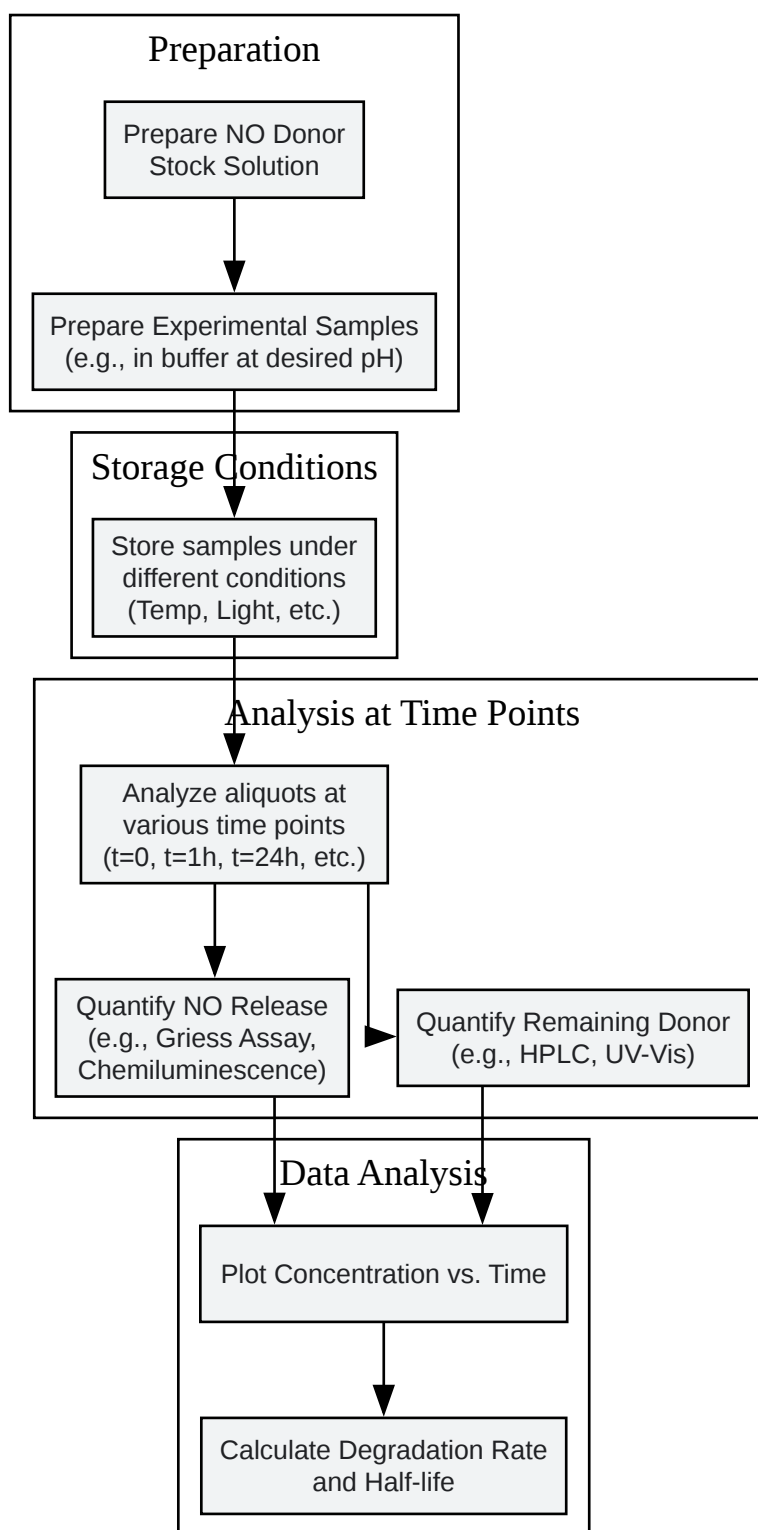 Preparation
Prepare NO Donor
Stock Solution
Prepare Experimental Samples
(e.g., in buffer at desired pH)
Storage Conditions
Store samples under
different conditions
(Temp, Light, etc.)
Analysis at Time Points
Analyze aliquots at
various time points
(t=0, t=1h, t=24h, etc.)
Quantify NO Release
(e.g., Griess Assay,
Chemiluminescence)
Quantify Remaining Donor
(e.g., HPLC, UV-Vis)
Data Analysis
Plot Concentration vs. Time
Calculate Degradation Rate
and Half-life